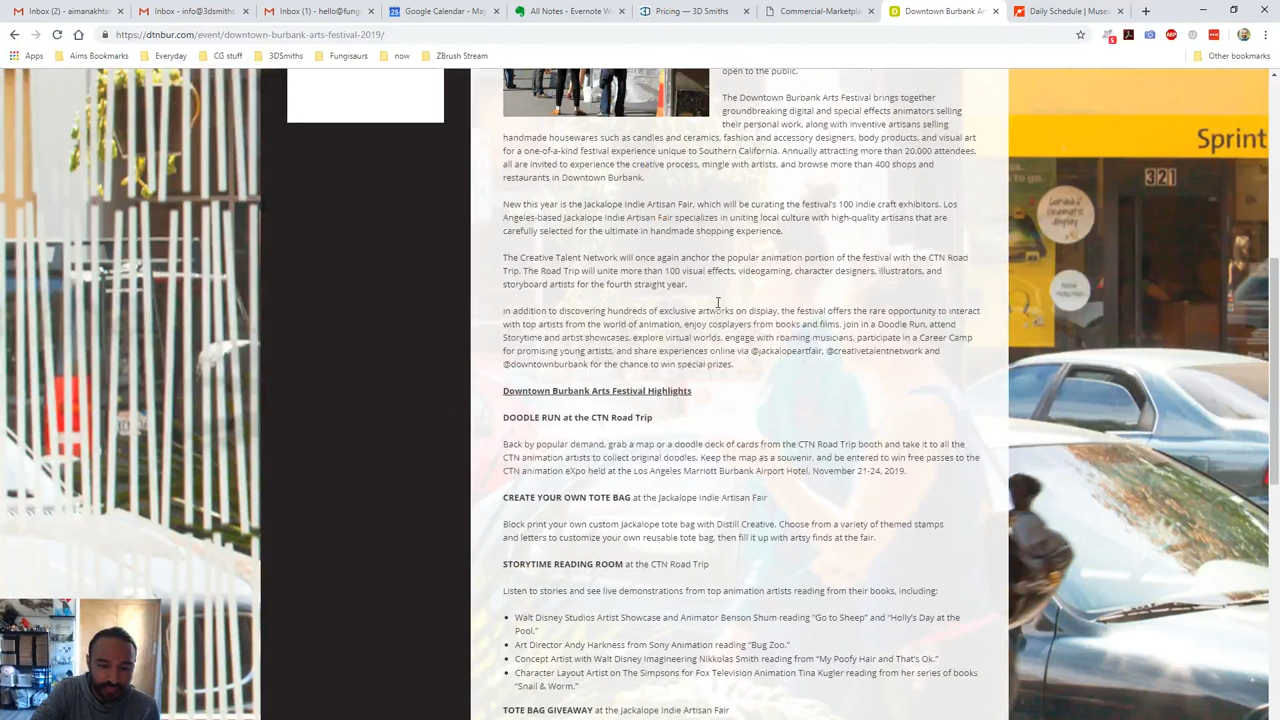 Inbox (2) - aimakhtar
Inbox - info@3dsmiths
Inbox (1) - hello@fungi
Google Calendar - May
All Notes - Evernote We
Pricing — 3D Smiths
Commercial-Marketpla
Downtown Burbank Ar
Daily Schedule | Museu
https://dtnbur.com/event/downtown-burbank-arts-festival-2019/
Apps
Aims Bookmarks
Everyday
CG stuff
3DSmiths
Fungisaurs
now
ZBrush Stream
Other bookmarks
open to the public.
The Downtown Burbank Arts Festival brings together
groundbreaking digital and special effects animators selling
their personal work, along with inventive artisans selling
handmade housewares such as candles and ceramics, fashion and accessory designers, body products, and visual art
for a one-of-a-kind festival experience unique to Southern California. Annually attracting more than 20,000 attendees,
all are invited to experience the creative process, mingle with artists, and browse more than 400 shops and
restaurants in Downtown Burbank.
New this year is the Jackalope Indie Artisan Fair, which will be curating the festival's 100 indie craft exhibitors. Los
Angeles-based Jackalope Indie Artisan Fair specializes in uniting local culture with high-quality artisans that are
carefully selected for the ultimate in handmade shopping experience.
The Creative Talent Network will once again anchor the popular animation portion of the festival with the CTN Road
Trip. The Road Trip will unite more than 100 visual effects, videogaming, character designers, illustrators, and
storyboard artists for the fourth straight year.
In addition to discovering hundreds of exclusive artworks on display, the festival offers the rare opportunity to interact
with top artists from the world of animation, enjoy cosplayers from books and films, join in a Doodle Run, attend
Storytime and artist showcases, explore virtual worlds, engage with roaming musicians, participate in a Career Camp
for promising young artists, and share experiences online via @jackalopeartfair, @creativetalentnetwork and
@downtownburbank for the chance to win special prizes.
Downtown Burbank Arts Festival Highlights
DOODLE RUN at the CTN Road Trip
Back by popular demand, grab a map or a doodle deck of cards from the CTN Road Trip booth and take it to all the
CTN animation artists to collect original doodles. Keep the map as a souvenir, and be entered to win free passes to the
CTN animation eXpo held at the Los Angeles Marriott Burbank Airport Hotel, November 21-24, 2019.
CREATE YOUR OWN TOTE BAG at the Jackalope Indie Artisan Fair
Block print your own custom Jackalope tote bag with Distill Creative. Choose from a variety of themed stamps
and letters to customize your own reusable tote bag, then fill it up with artsy finds at the fair.
STORYTIME READING ROOM at the CTN Road Trip
Listen to stories and see live demonstrations from top animation artists reading from their books, including:
Walt Disney Studios Artist Showcase and Animator Benson Shum reading "Go to Sheep" and "Holly's Day at the
Pool."
Art Director Andy Harkness from Sony Animation reading "Bug Zoo."
Concept Artist with Walt Disney Imagineering Nikkolas Smith reading from "My Poofy Hair and That's Ok."
Character Layout Artist on The Simpsons for Fox Television Animation Tina Kugler reading from her series of books
"Snail & Worm."
TOTE BAG GIVEAWAY at the Jackalope Indie Artisan Fair
Sprint
321